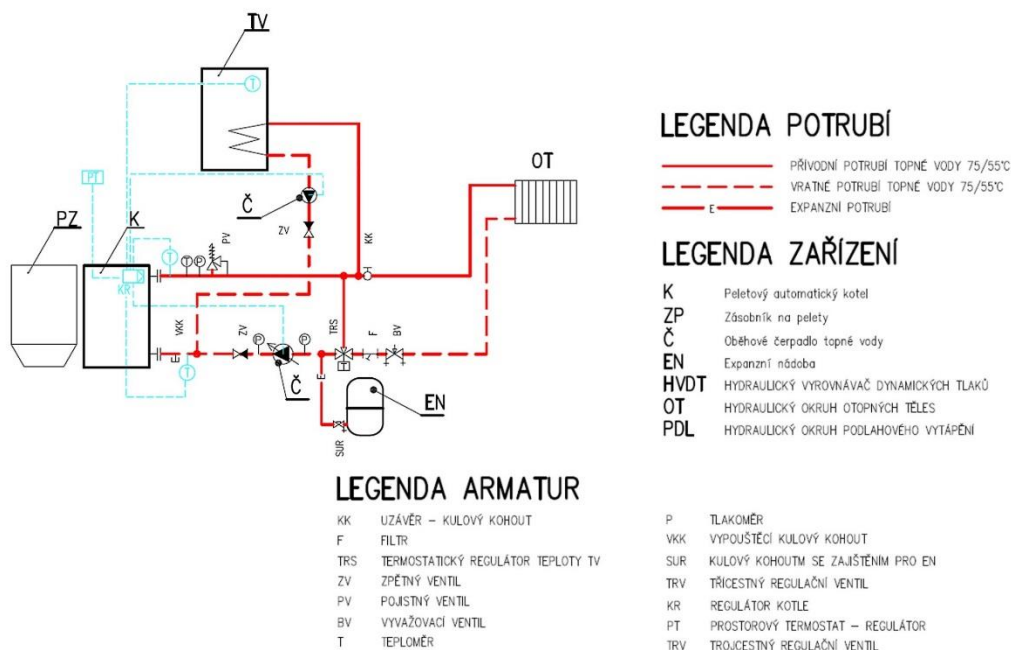 TV
T
OT
PT
Č
PZ
K
ZV
PV
KK
T
P
T
KR
VKK
ZV
P
P
TRS
F
BV
E
T
T
Č
E
EN
SUR
LEGENDA POTRUBÍ
PŘÍVODNÍ POTRUBÍ TOPNÉ VODY 75/55°C
VRATNÉ POTRUBÍ TOPNÉ VODY 75/55°C
E EXPANZNÍ POTRUBÍ
LEGENDA ZAŘÍZENÍ
K Peletový automatický kotel
ZP Zásobník na pelety
Č Oběhové čerpadlo topné vody
EN Expanzní nádoba
HVDT HYDRAULICKÝ VYROVNÁVAČ DYNAMICKÝCH TLAKŮ
OT HYDRAULICKÝ OKRUH OTOPNÝCH TĚLES
PDL HYDRAULICKÝ OKRUH PODLAHOVÉHO VYTÁPĚNÍ
LEGENDA ARMATUR
KK UZÁVĚR – KULOVÝ KOHOUT
F FILTR
TRS TERMOSTATICKÝ REGULÁTOR TEPLOTY TV
ZV ZPĚTNÝ VENTIL
PV POJISTNÝ VENTIL
BV VYVAŽOVACÍ VENTIL
T TEPLOMĚR
P TLAKOMĚR
VKK VYPOUŠTĚCÍ KULOVÝ KOHOUT
SUR KULOVÝ KOHOUTM SE ZAJIŠTĚNÍM PRO EN
TRV TŘÍCESTNÝ REGULAČNÍ VENTIL
KR REGULÁTOR KOTLE
PT PROSTOROVÝ TERMOSTAT – REGULÁTOR
TRV TROJCESTNÝ REGULAČNÍ VENTIL